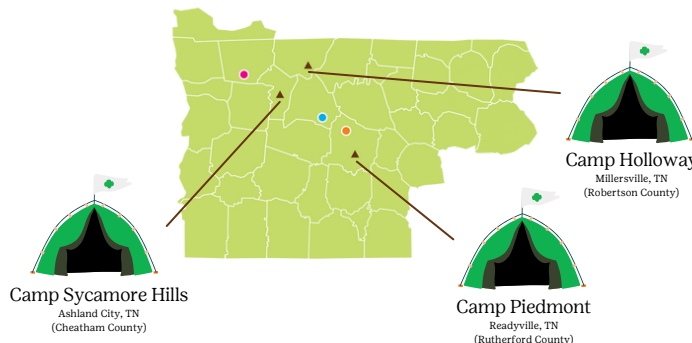 Camp Holloway
Millersville, TN
(Robertson County)
Camp Sycamore Hills
Ashland City, TN
(Cheatham County)
Camp Piedmont
Readyville, TN
(Rutherford County)